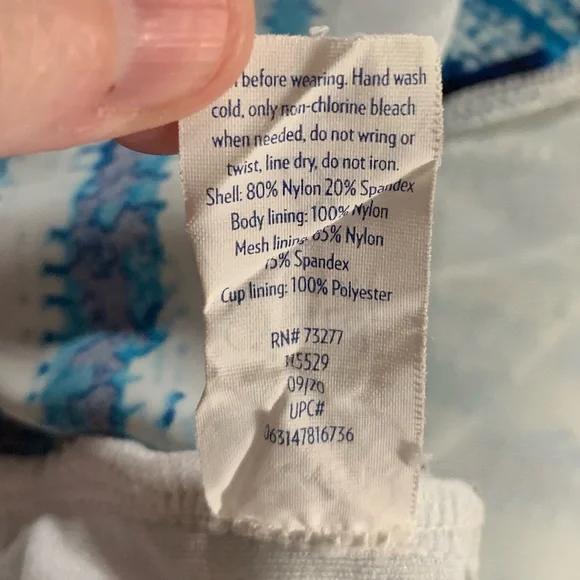 before wearing. Hand wash
cold, only non-chlorine bleach
when needed, do not wring or
twist, line dry, do not iron.
Shell: 80% Nylon 20% Spandex
Body lining: 100% Nylon
Mesh lining 85% Nylon
15% Spandex
Cup lining: 100% Polyester
RN# 73277
5529
09/20
UPC#
063147816736